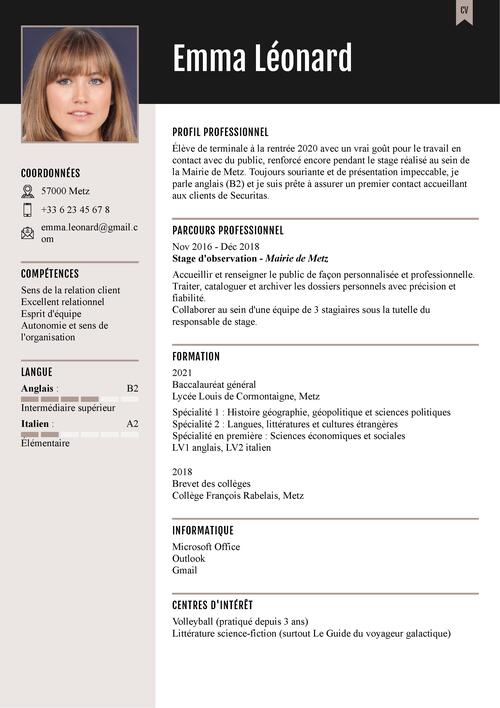 CV
Emma Léonard
COORDONNÉES
57000 Metz
+33 6 23 45 67 8
emma.leonard@gmail.c
om
COMPÉTENCES
Sens de la relation client
Excellent relationnel
Esprit d'équipe
Autonomie et sens de
l'organisation
LANGUE
Anglais : B2
Intermédiaire supérieur
Italien : A2
Élémentaire
PROFIL PROFESSIONNEL
Élève de terminale à la rentrée 2020 avec un vrai goût pour le travail en
contact avec du public, renforcé encore pendant le stage réalisé au sein de
la Mairie de Metz. Toujours souriante et de présentation impeccable, je
parle anglais (B2) et je suis prête à assurer un premier contact accueillant
aux clients de Securitas.
PARCOURS PROFESSIONNEL
Nov 2016 - Déc 2018
Stage d'observation - Mairie de Metz
Accueillir et renseigner le public de façon personnalisée et professionnelle.
Traiter, cataloguer et archiver les dossiers personnels avec précision et
fiabilité.
Collaborer au sein d'une équipe de 3 stagiaires sous la tutelle du
responsable de stage.
FORMATION
2021
Baccalauréat général
Lycée Louis de Cormontaigne, Metz
Spécialité 1 : Histoire géographie, géopolitique et sciences politiques
Spécialité 2 : Langues, littératures et cultures étrangères
Spécialité en première : Sciences économiques et sociales
LV1 anglais, LV2 italien
2018
Brevet des collèges
Collège François Rabelais, Metz
INFORMATIQUE
Microsoft Office
Outlook
Gmail
CENTRES D'INTÉRÊT
Volleyball (pratiqué depuis 3 ans)
Littérature science-fiction (surtout Le Guide du voyageur galactique)